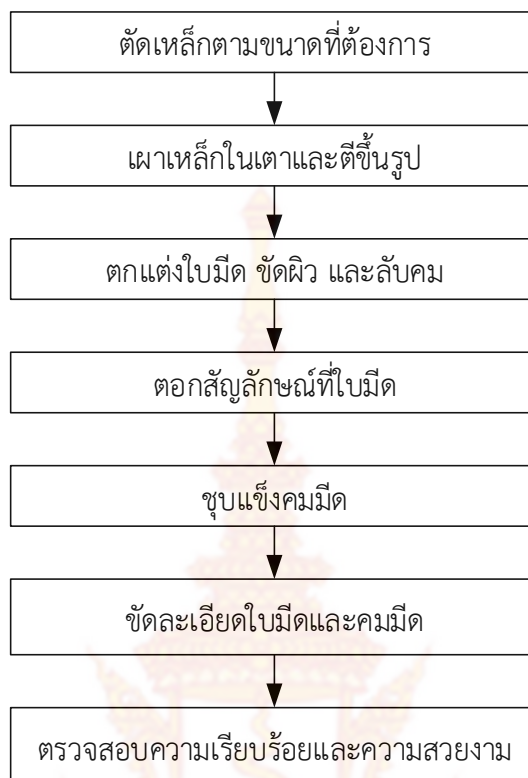 ตัดเหล็กตามขนาดที่ต้องการ
เผาเหล็กในเตาและตีขึ้นรูป
ตกแต่งใบมีด ขัดผิว และลับคม
ตอกสัญลักษณ์ที่ใบมีด
ชุบแข็งคมมีด
ขัดละเอียดใบมีดและคมมีด
ตรวจสอบความเรียบร้อยและความสวยงาม